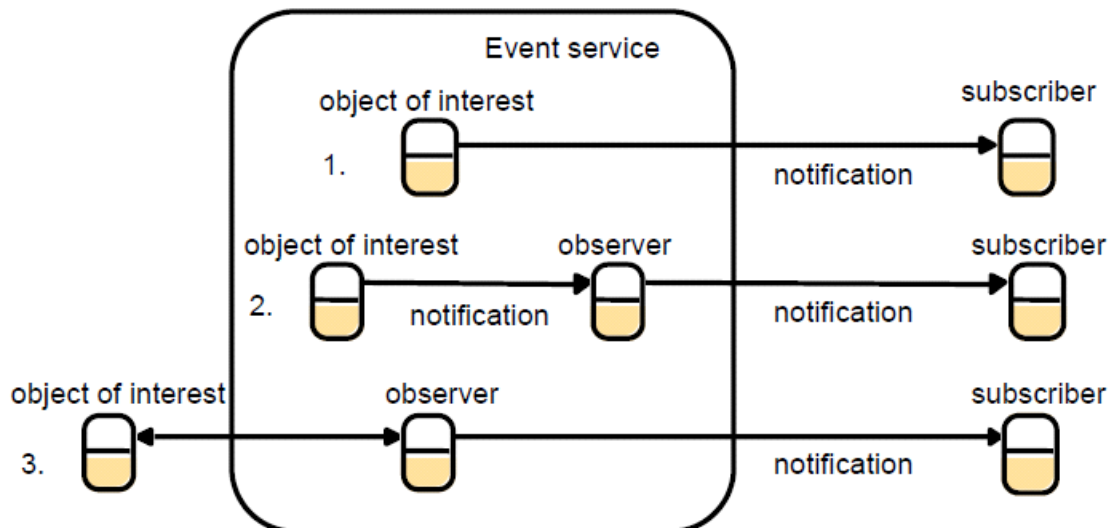 Event service
object of interest
subscriber
1.
notification
object of interest
observer
subscriber
2.
notification
notification
object of interest
observer
subscriber
3.
notification